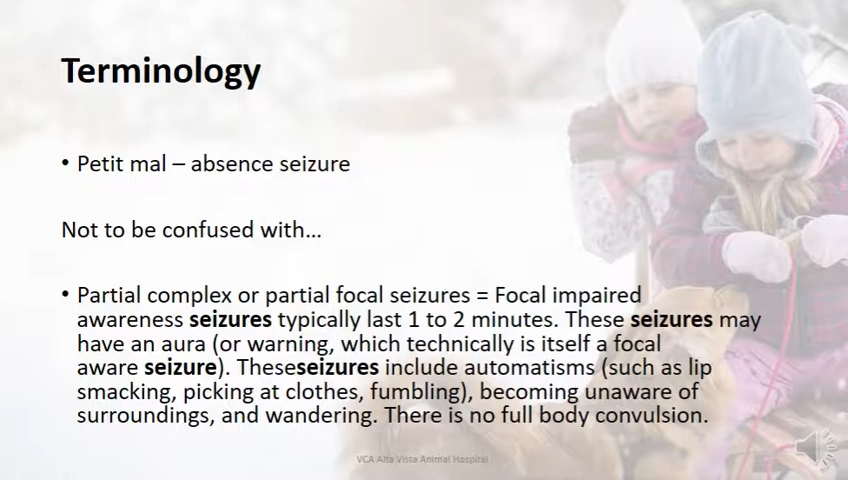 Terminology
• Petit mal – absence seizure
Not to be confused with…
• Partial complex or partial focal seizures = Focal impaired
awareness seizures typically last 1 to 2 minutes. These seizures may
have an aura (or warning, which technically is itself a focal
aware seizure). Theseseizures include automatisms (such as lip
smacking, picking at clothes, fumbling), becoming unaware of
surroundings, and wandering. There is no full body convulsion.
VCA Alta Vista Animal Hospital